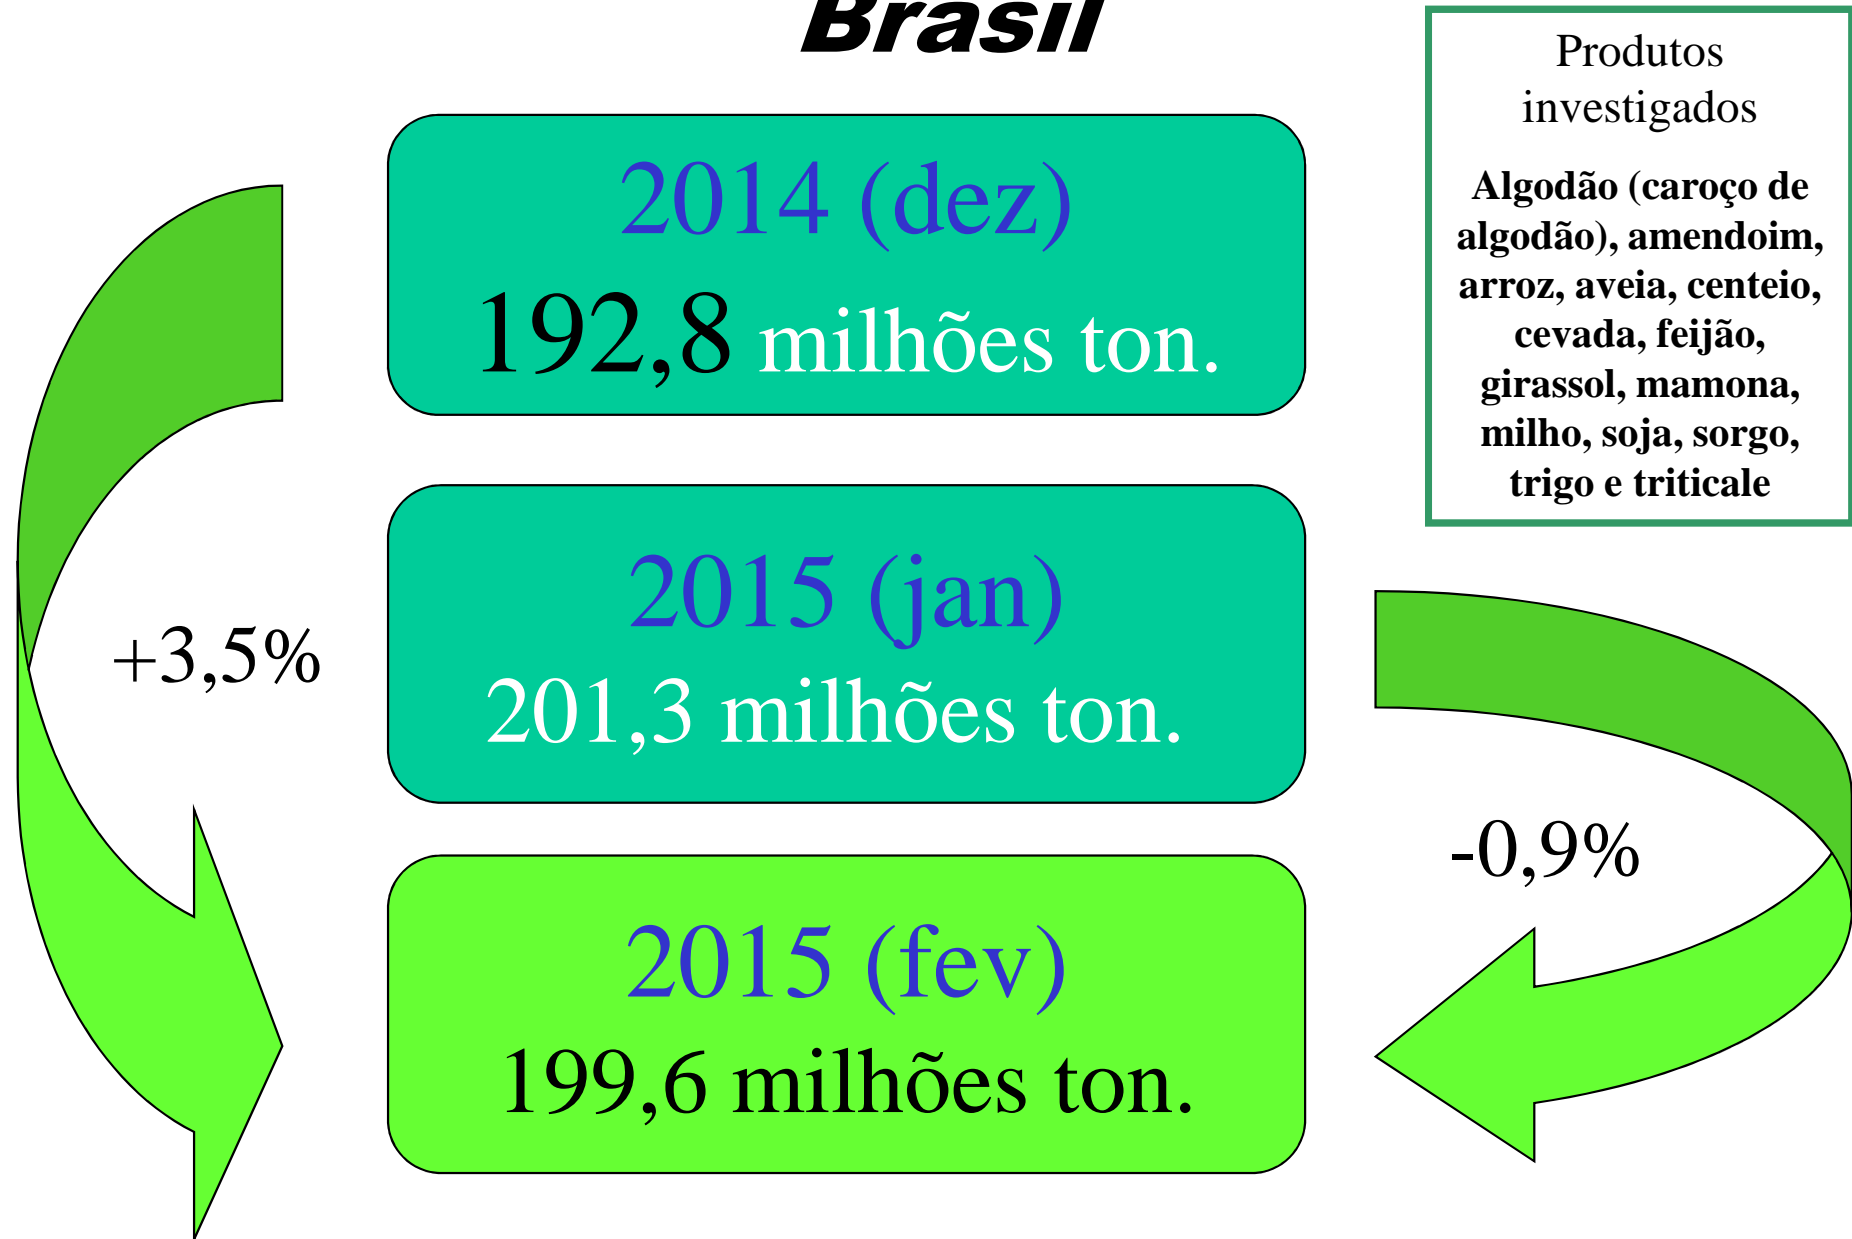 Brasil
Produtos
investigados
Algodão (caroço de
algodão), amendoim,
arroz, aveia, centeio,
cevada, feijão,
girassol, mamona,
milho, soja, sorgo,
trigo e triticale
2014 (dez)
192,8 milhões ton.
2015 (jan)
201,3 milhões ton.
+3,5%
-0,9%
2015 (fev)
199,6 milhões ton.